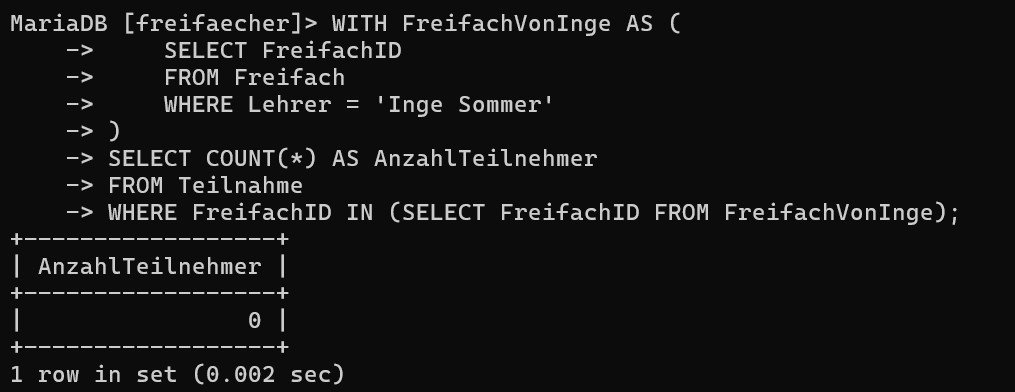 MariaDB [freifaecher]> WITH FreifachVonInge AS (
    ->     SELECT FreifachID
    ->     FROM Freifach
    ->     WHERE Lehrer = 'Inge Sommer'
    -> )
    -> SELECT COUNT(*) AS AnzahlTeilnehmer
    -> FROM Teilnahme
    -> WHERE FreifachID IN (SELECT FreifachID FROM FreifachVonInge);
+------------------+
| AnzahlTeilnehmer |
+------------------+
|                0 |
+------------------+
1 row in set (0.002 sec)